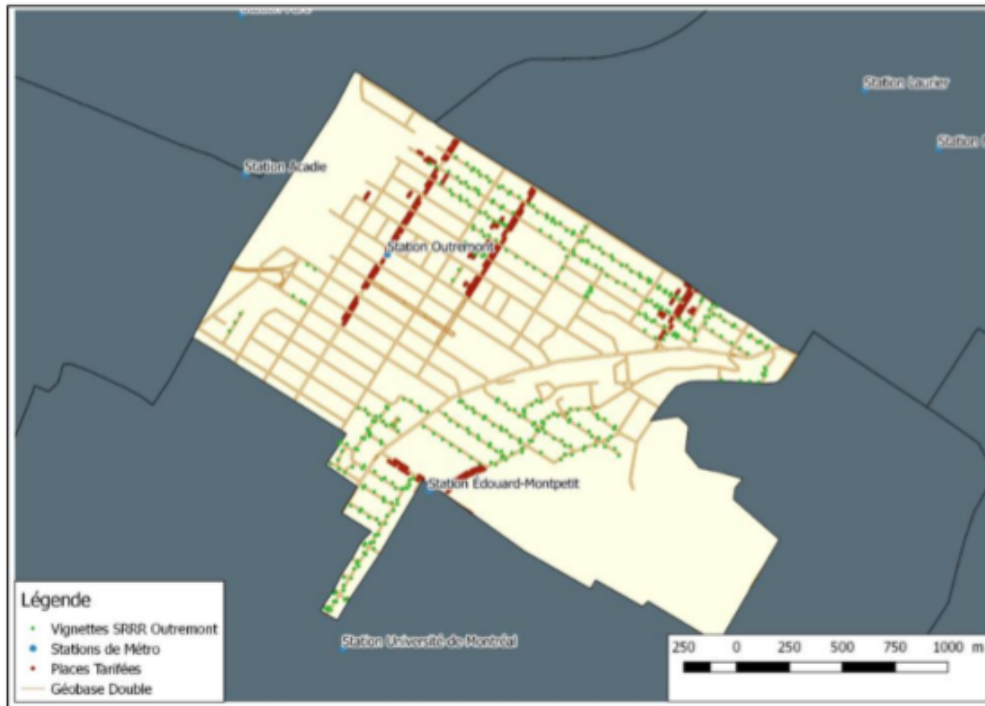 Station Laurier
Station
Station Acadie
Station Outremont
Station Édouard-Montpetit
Station Université-de-Montréal
Légende
Vignettes SRRR Outremont
Stations de Métro
Places Tarifées
Géobase Double
250 0 250 500 750 1000 m